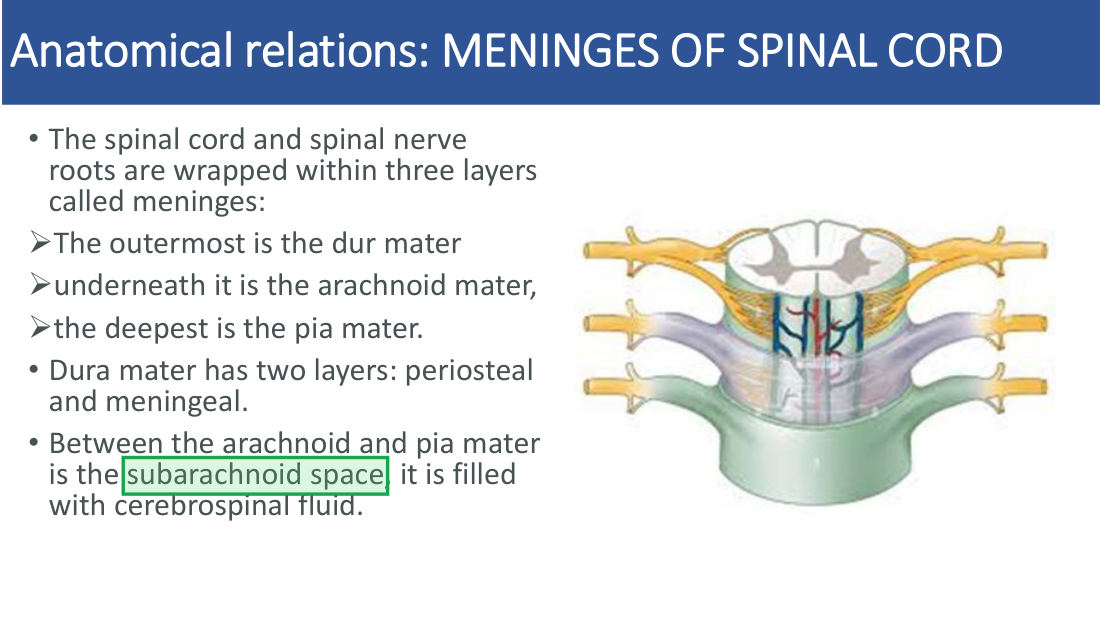 Anatomical relations: MENINGES OF SPINAL CORD
• The spinal cord and spinal nerve
roots are wrapped within three layers
called meninges:
➢The outermost is the dur mater
➢underneath it is the arachnoid mater,
➢the deepest is the pia mater.
• Dura mater has two layers: periosteal
and meningeal.
• Between the arachnoid and pia mater
is the subarachnoid space, it is filled
with cerebrospinal fluid.